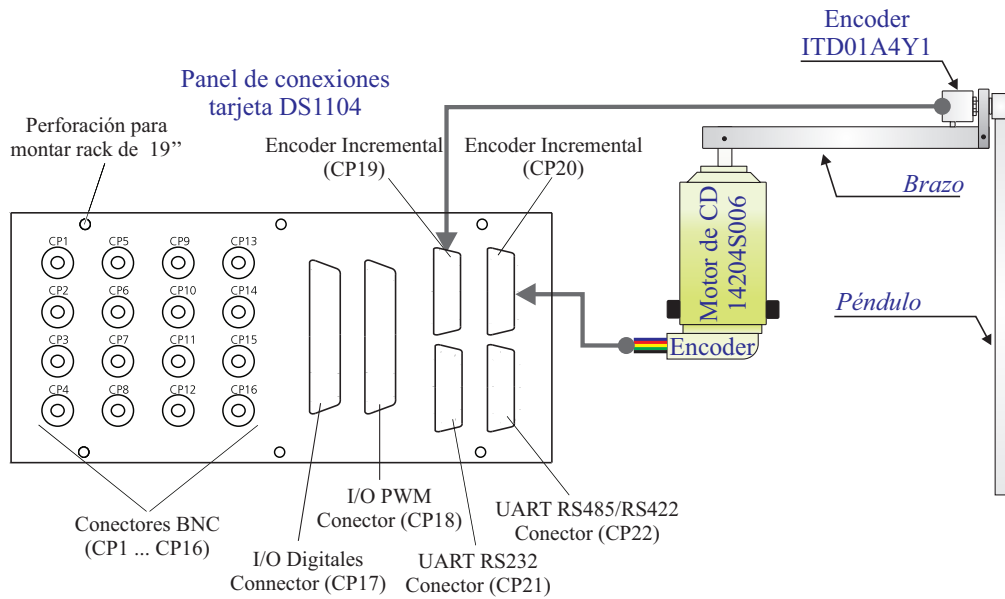 Encoder
ITD01A4Y1
Panel de conexiones
tarjeta DS1104
Perforación para
montar rack de 19’’
Encoder Incremental
(CP19)
Encoder Incremental
(CP20)
Brazo
Motor de CD
14204S006
Péndulo
Encoder
CP1 CP5 CP9 CP13
CP2 CP6 CP10 CP14
CP3 CP7 CP11 CP15
CP4 CP8 CP12 CP16
Conectores BNC
(CP1 ... CP16)
I/O Digitales
Connector (CP17)
I/O PWM
Conector (CP18)
UART RS232
Conector (CP21)
UART RS485/RS422
Conector (CP22)